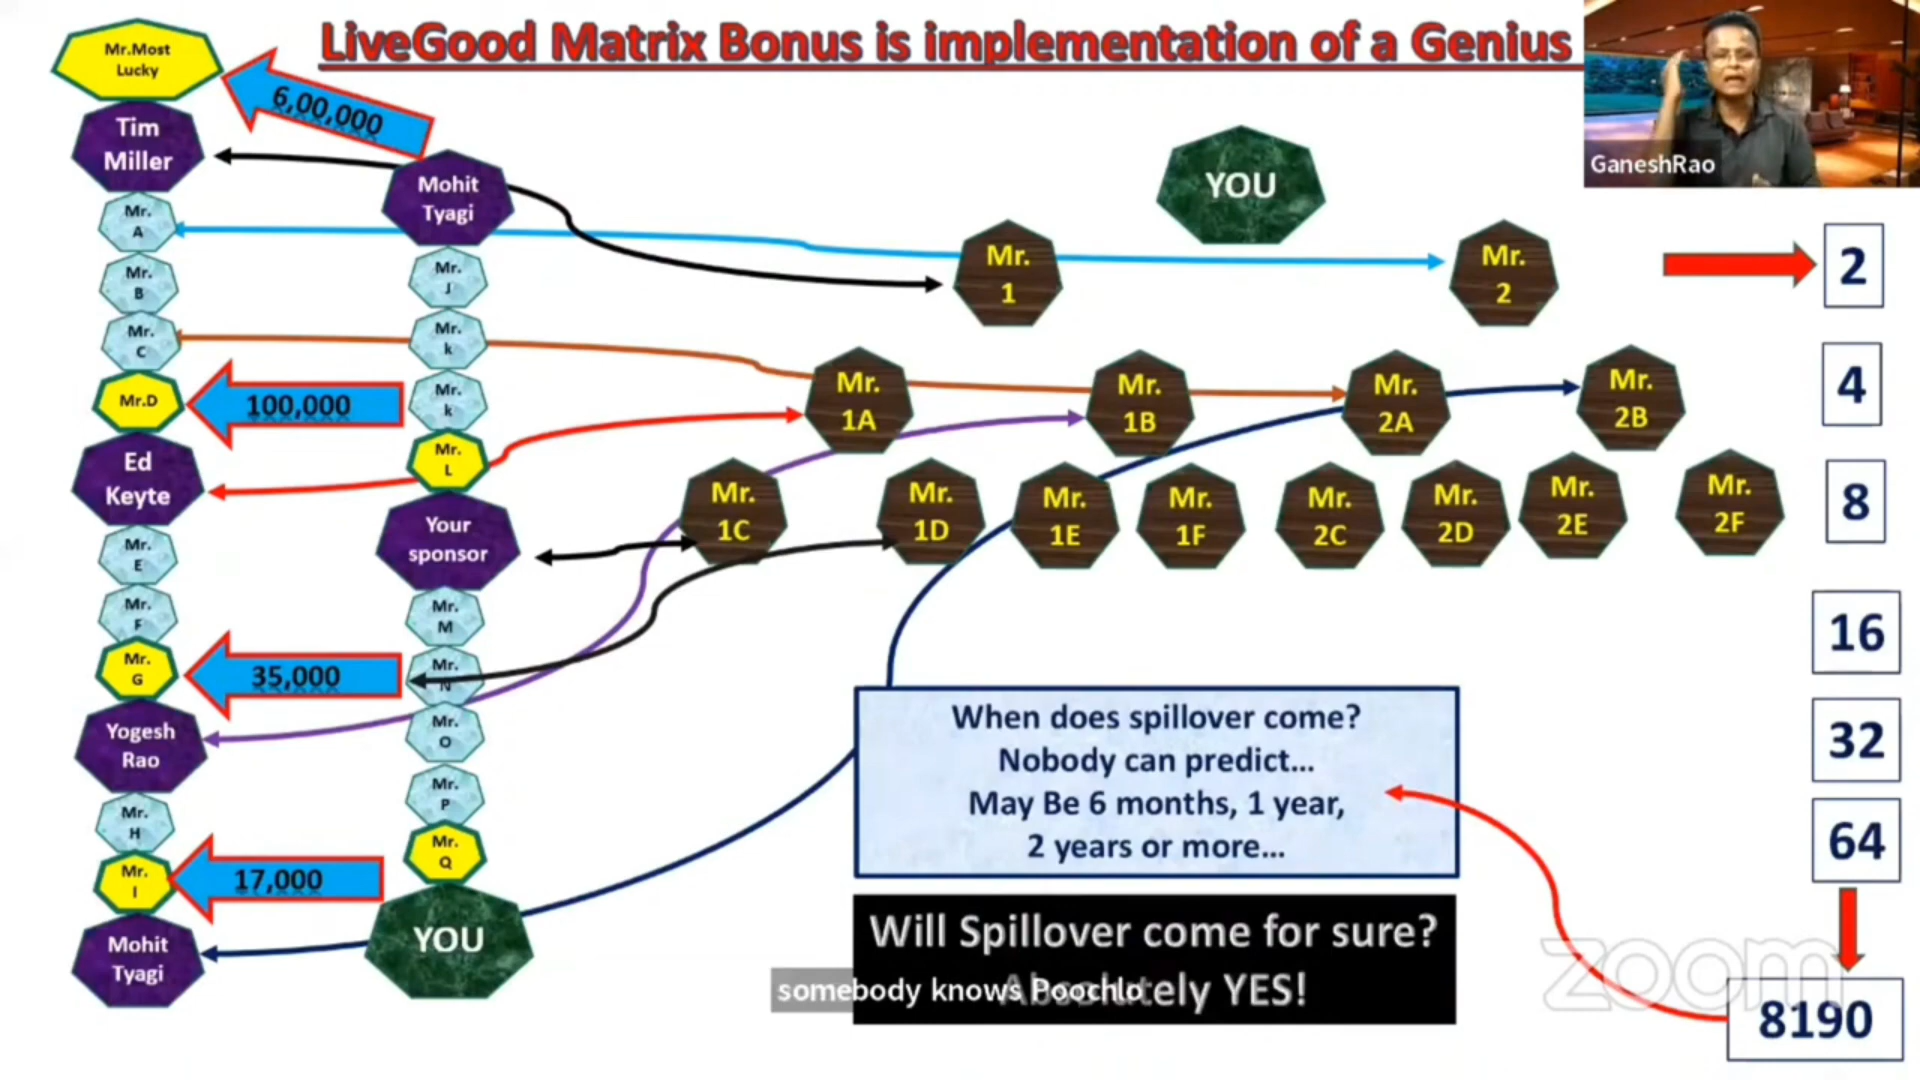 LiveGood Matrix Bonus is implementation of a Genius
GaneshRao
Mr.Most
Lucky
6,00,000
Tim
Miller
Mr.
A
Mr.
B
Mr.
C
Mr.D
100,000
Ed
Keyte
Mr.
E
Mr.
F
Mr.
G
35,000
Yogesh
Rao
Mr.
H
Mr.
I
17,000
Mohit
Tyagi
Mohit
Tyagi
Mr.
J
Mr.
k
Mr.
k
Mr.
L
Your
sponsor
Mr.
M
Mr.
N
Mr.
O
Mr.
P
Mr.
Q
YOU
YOU
Mr.
1
Mr.
2
Mr.
1A
Mr.
1B
Mr.
2A
Mr.
2B
Mr.
1C
Mr.
1D
Mr.
1E
Mr.
1F
Mr.
2C
Mr.
2D
Mr.
2E
Mr.
2F
2
4
8
16
32
64
8190
When does spillover come?
Nobody can predict...
May Be 6 months, 1 year,
2 years or more...
Will Spillover come for sure?
Absolutely YES!
somebody knows Poochlo
zoom